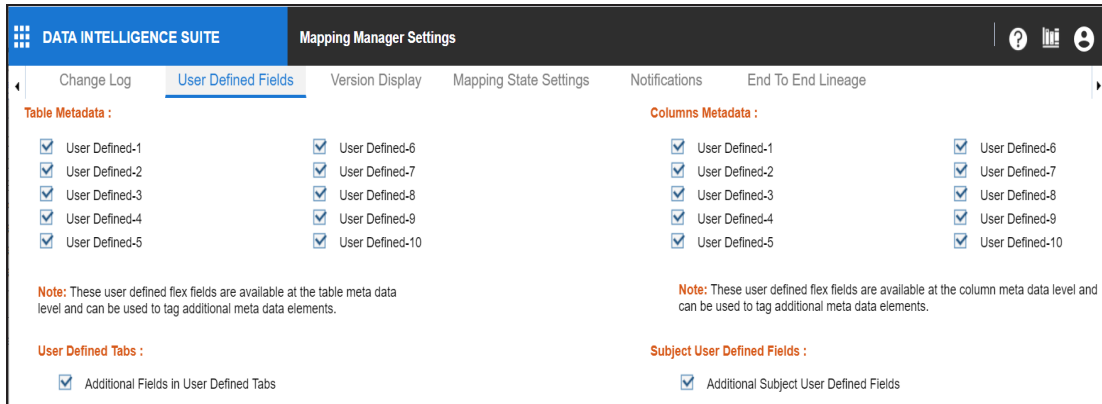 DATA INTELLIGENCE SUITE
Mapping Manager Settings
Change Log
User Defined Fields
Version Display
Mapping State Settings
Notifications
End To End Lineage
Table Metadata :
User Defined-1
User Defined-2
User Defined-3
User Defined-4
User Defined-5
User Defined-6
User Defined-7
User Defined-8
User Defined-9
User Defined-10
Note: These user defined flex fields are available at the table meta data
level and can be used to tag additional meta data elements.
Columns Metadata :
User Defined-1
User Defined-2
User Defined-3
User Defined-4
User Defined-5
User Defined-6
User Defined-7
User Defined-8
User Defined-9
User Defined-10
Note: These user defined flex fields are available at the column meta data level and
can be used to tag additional meta data elements.
User Defined Tabs :
Additional Fields in User Defined Tabs
Subject User Defined Fields :
Additional Subject User Defined Fields